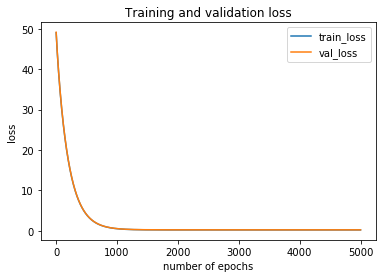 Training and validation loss
train_loss
val_loss
50
40
30
20
10
0
loss
0 1000 2000 3000 4000 5000
number of epochs